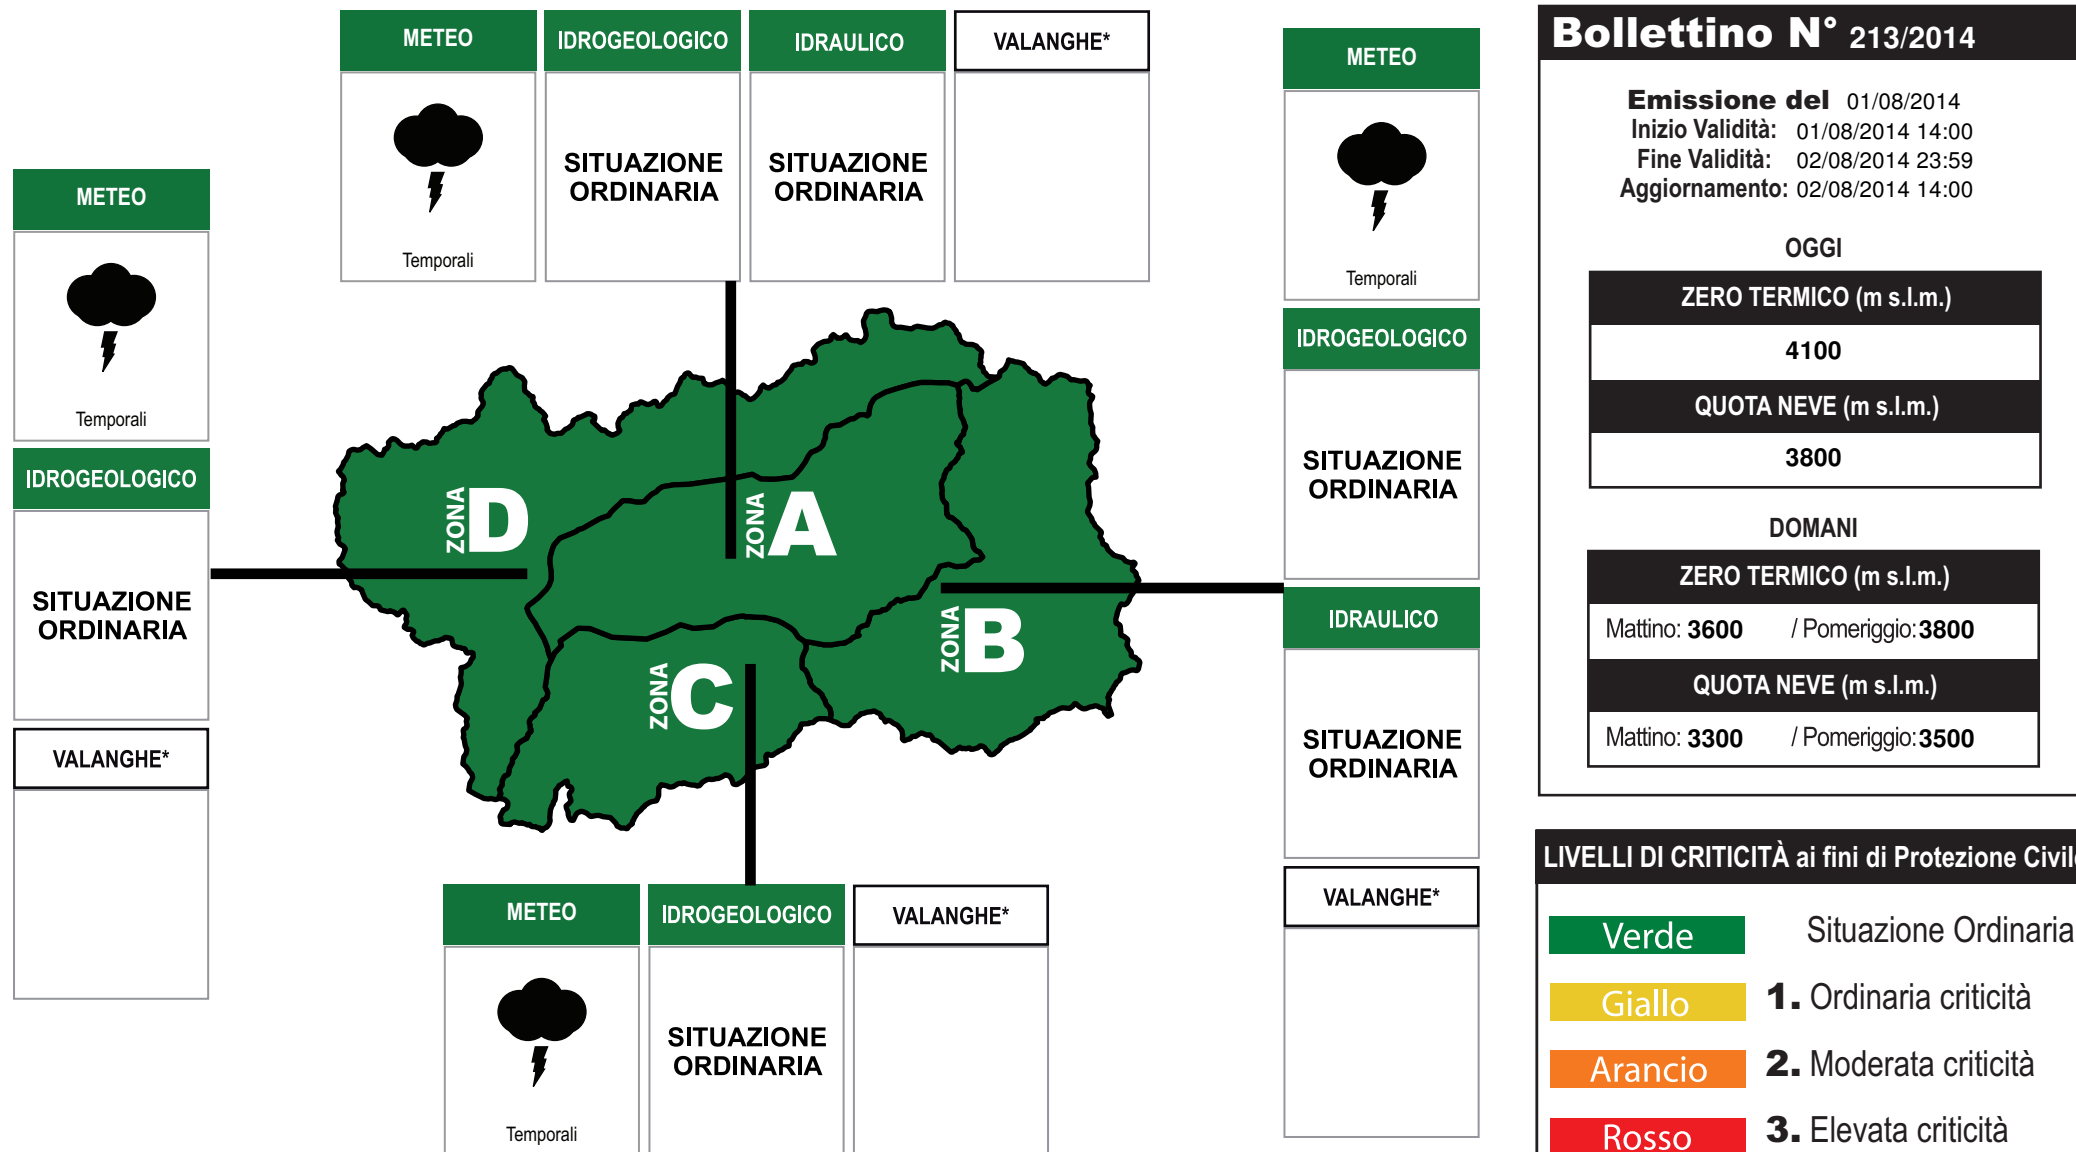 METEO
IDROGEOLOGICO
IDRAULICO
VALANGHE*
Temporali
SITUAZIONE
ORDINARIA
SITUAZIONE
ORDINARIA
METEO
Temporali
IDROGEOLOGICO
SITUAZIONE
ORDINARIA
VALANGHE*
METEO
Temporali
IDROGEOLOGICO
SITUAZIONE
ORDINARIA
IDRAULICO
SITUAZIONE
ORDINARIA
VALANGHE*
ZONA D
ZONA A
ZONA B
ZONA C
METEO
IDROGEOLOGICO
VALANGHE*
Temporali
SITUAZIONE
ORDINARIA
Bollettino N° 213/2014
Emissione del 01/08/2014
Inizio Validità: 01/08/2014 14:00
Fine Validità: 02/08/2014 23:59
Aggiornamento: 02/08/2014 14:00
OGGI
ZERO TERMICO (m s.l.m.)
4100
QUOTA NEVE (m s.l.m.)
3800
DOMANI
ZERO TERMICO (m s.l.m.)
Mattino: 3600 / Pomeriggio: 3800
QUOTA NEVE (m s.l.m.)
Mattino: 3300 / Pomeriggio: 3500
LIVELLI DI CRITICITÀ ai fini di Protezione Civile
Verde Situazione Ordinaria
Giallo 1. Ordinaria criticità
Arancio 2. Moderata criticità
Rosso 3. Elevata criticità